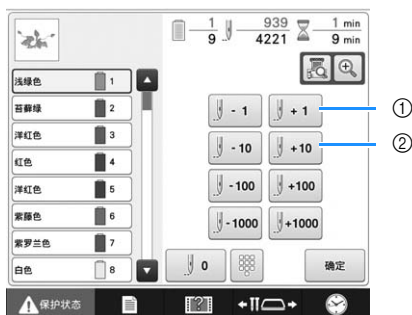 1 939 1 min
9 4221 9 min
浅绿色 1
苔藓绿 2
洋红色 3
红色 4
洋红色 5
紫藤色 6
紫罗兰色 7
白色 8
- 1 + 1 ①
- 10 +10 ②
- 100 +100
- 1000 +1000
0 确定
保护状态